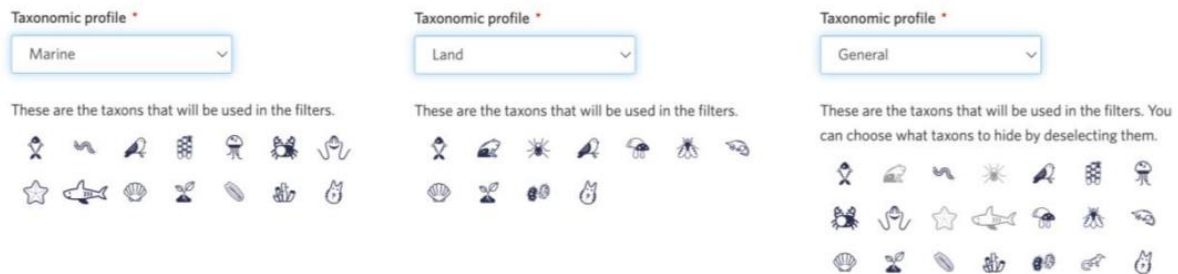 Taxonomic profile *
Marine
These are the taxons that will be used in the filters.
Taxonomic profile *
Land
These are the taxons that will be used in the filters.
Taxonomic profile *
General
These are the taxons that will be used in the filters. You
can choose what taxons to hide by deselecting them.